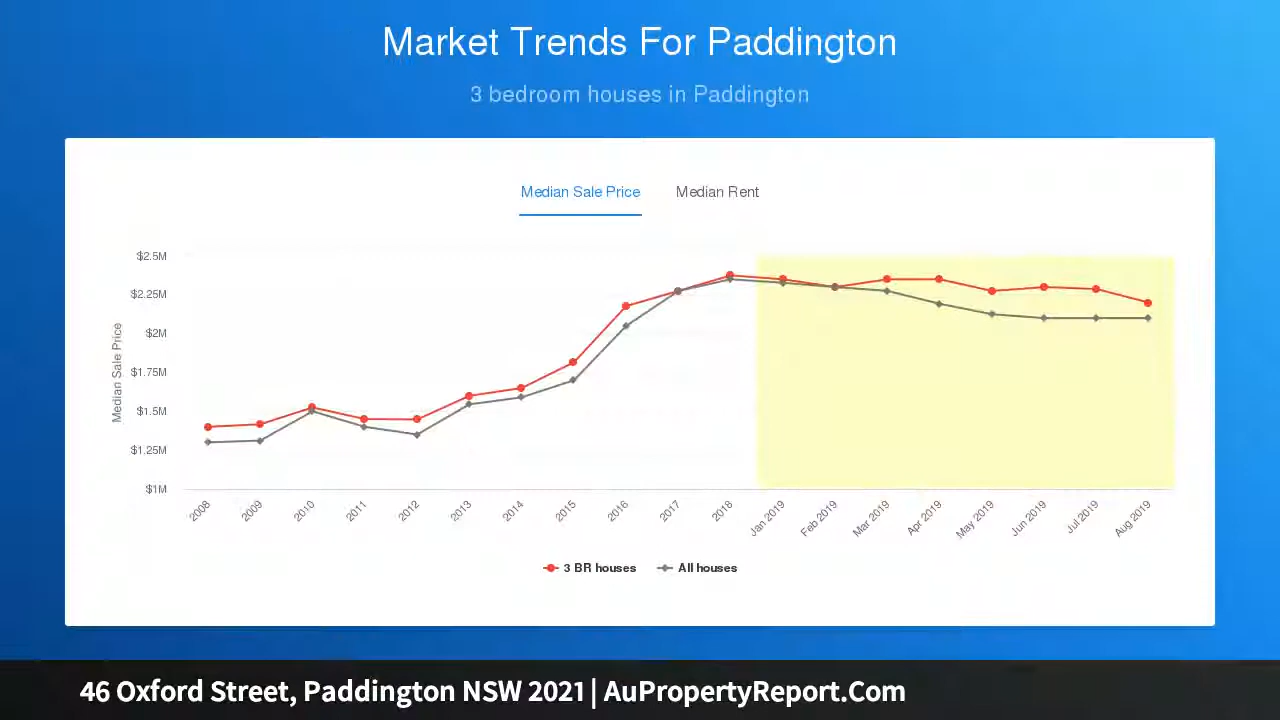 Market Trends For Paddington
3 bedroom houses in Paddington
Median Sale Price Median Rent
Median Sale Price
$2.5M
$2.25M
$2M
$1.75M
$1.5M
$1.25M
$1M
2008 2009 2010 2011 2012 2013 2014 2015 2016 2017 2018 Jan 2019 Feb 2019 Mar 2019 Apr 2019 May 2019 Jun 2019 Jul 2019 Aug 2019
3 BR houses All houses
46 Oxford Street, Paddington NSW 2021 | AuPropertyReport.Com